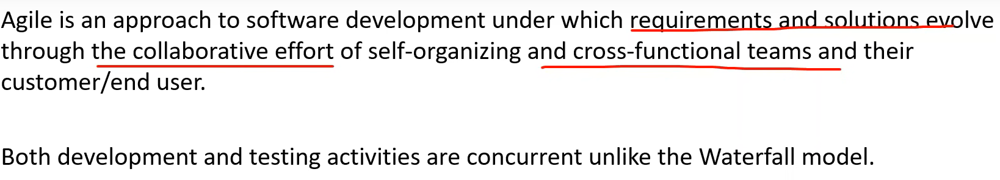 Agile is an approach to software development under which requirements and solutions evolve
through the collaborative effort of self-organizing and cross-functional teams and their
customer/end user.
Both development and testing activities are concurrent unlike the Waterfall model.